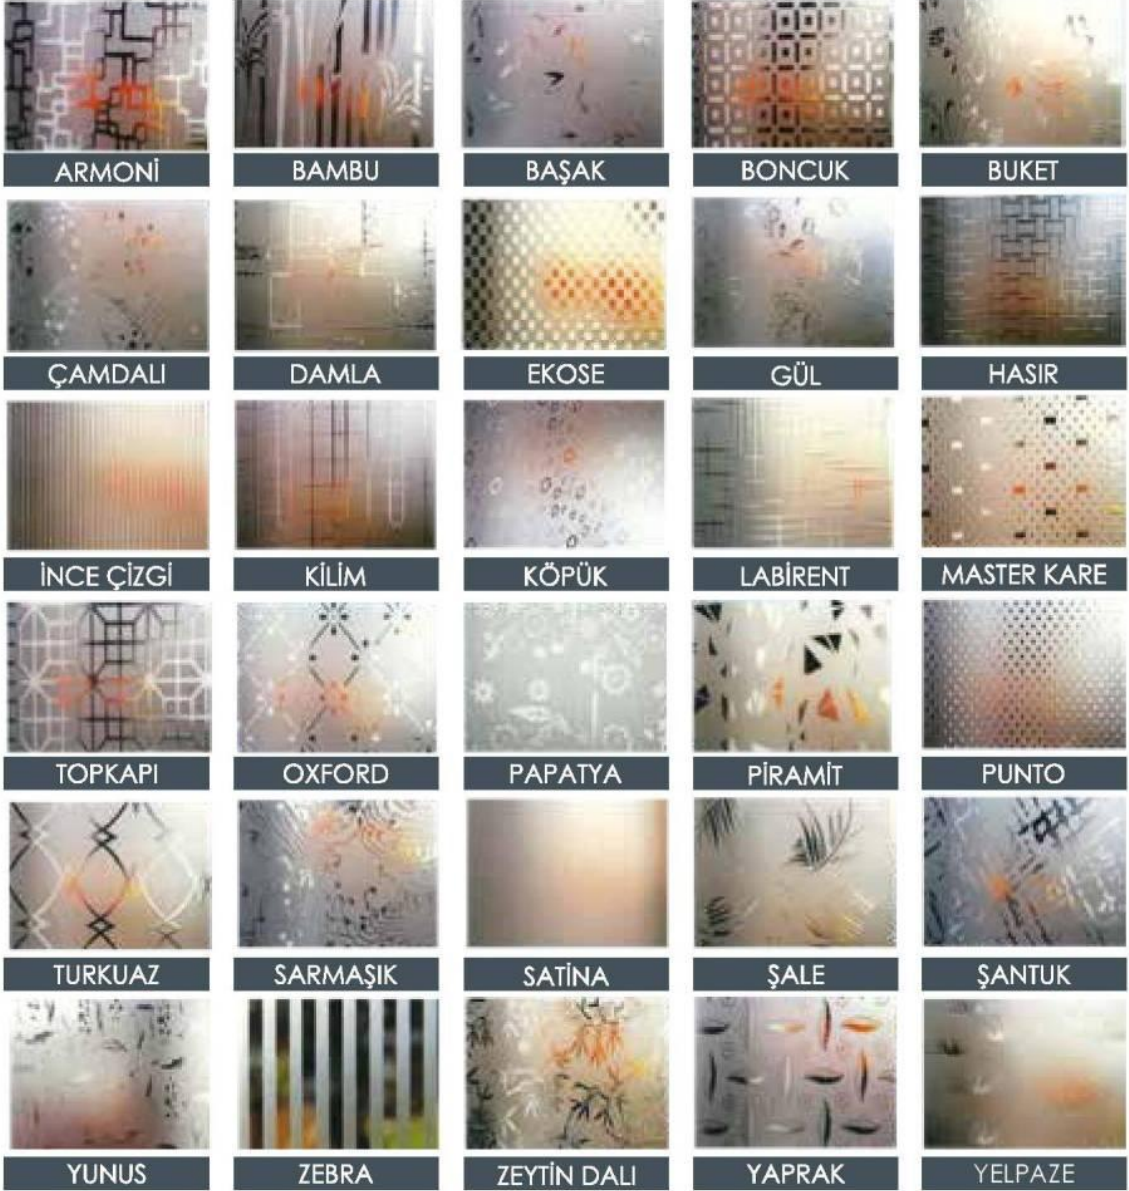 ARMONİ
BAMBU
BAŞAK
BONCUK
BUKET
ÇAMDALI
DAMLA
EKOSE
GÜL
HASIR
İNCE ÇİZGİ
KİLİM
KÖPÜK
LABİRENT
MASTER KARE
TOPKAPI
OXFORD
PAPATYA
PİRAMİT
PUNTO
TURKUAZ
SARMAŞIK
SATİNA
ŞALE
ŞANTUK
YUNUS
ZEBRA
ZEYTİN DALI
YAPRAK
YELPAZE